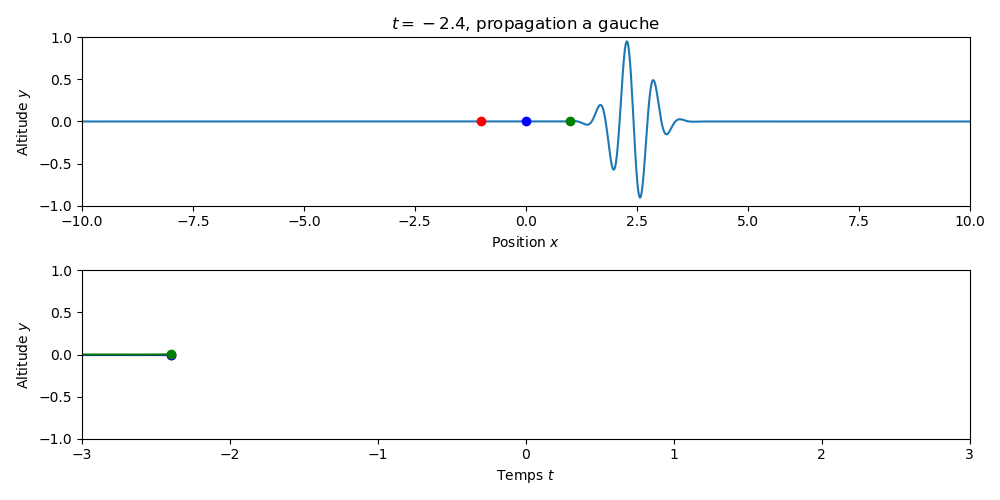 t = −2.4, propagation a gauche
Altitude y
1.0
0.5
0.0
−0.5
−1.0
−10.0 −7.5 −5.0 −2.5 0.0 2.5 5.0 7.5 10.0
Position x
Altitude y
1.0
0.5
0.0
−0.5
−1.0
−3 −2 −1 0 1 2 3
Temps t